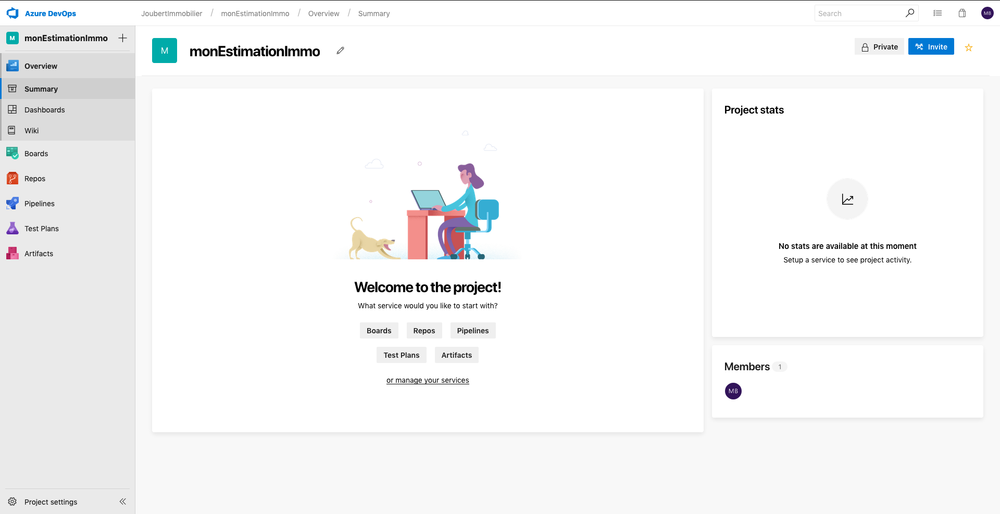 Azure DevOps
JoubertImmobilier / monEstimationImmo / Overview / Summary
Search
MB
M monEstimationImmo
Overview
Summary
Dashboards
Wiki
Boards
Repos
Pipelines
Test Plans
Artifacts
Project settings
M monEstimationImmo
Private
Invite
Welcome to the project!
What service would you like to start with?
Boards Repos Pipelines
Test Plans Artifacts
or manage your services
Project stats
No stats are available at this moment
Setup a service to see project activity.
Members 1
MB